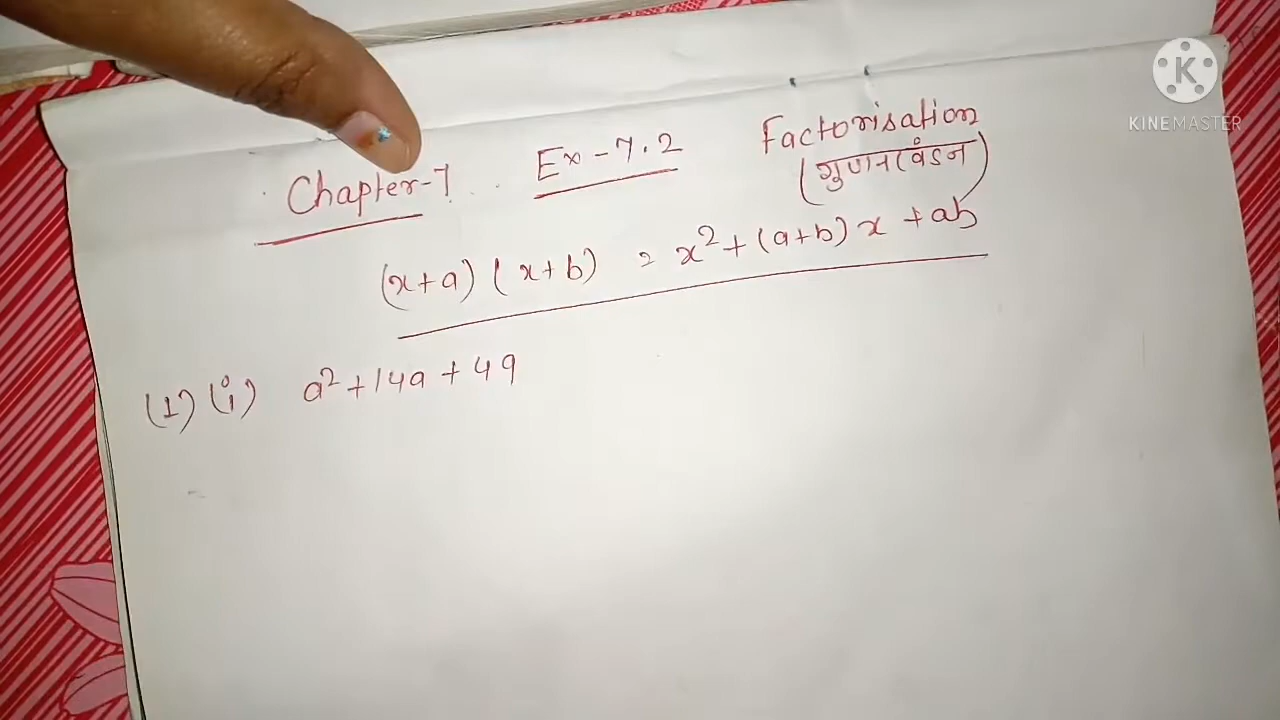 Chapter-7 Ex-7.2 Factorisation
(गुणनखंडन)
(x+a) (x+b) = x²+(a+b)x +ab
(1) (i) a²+14a+49
K
KINEMASTER